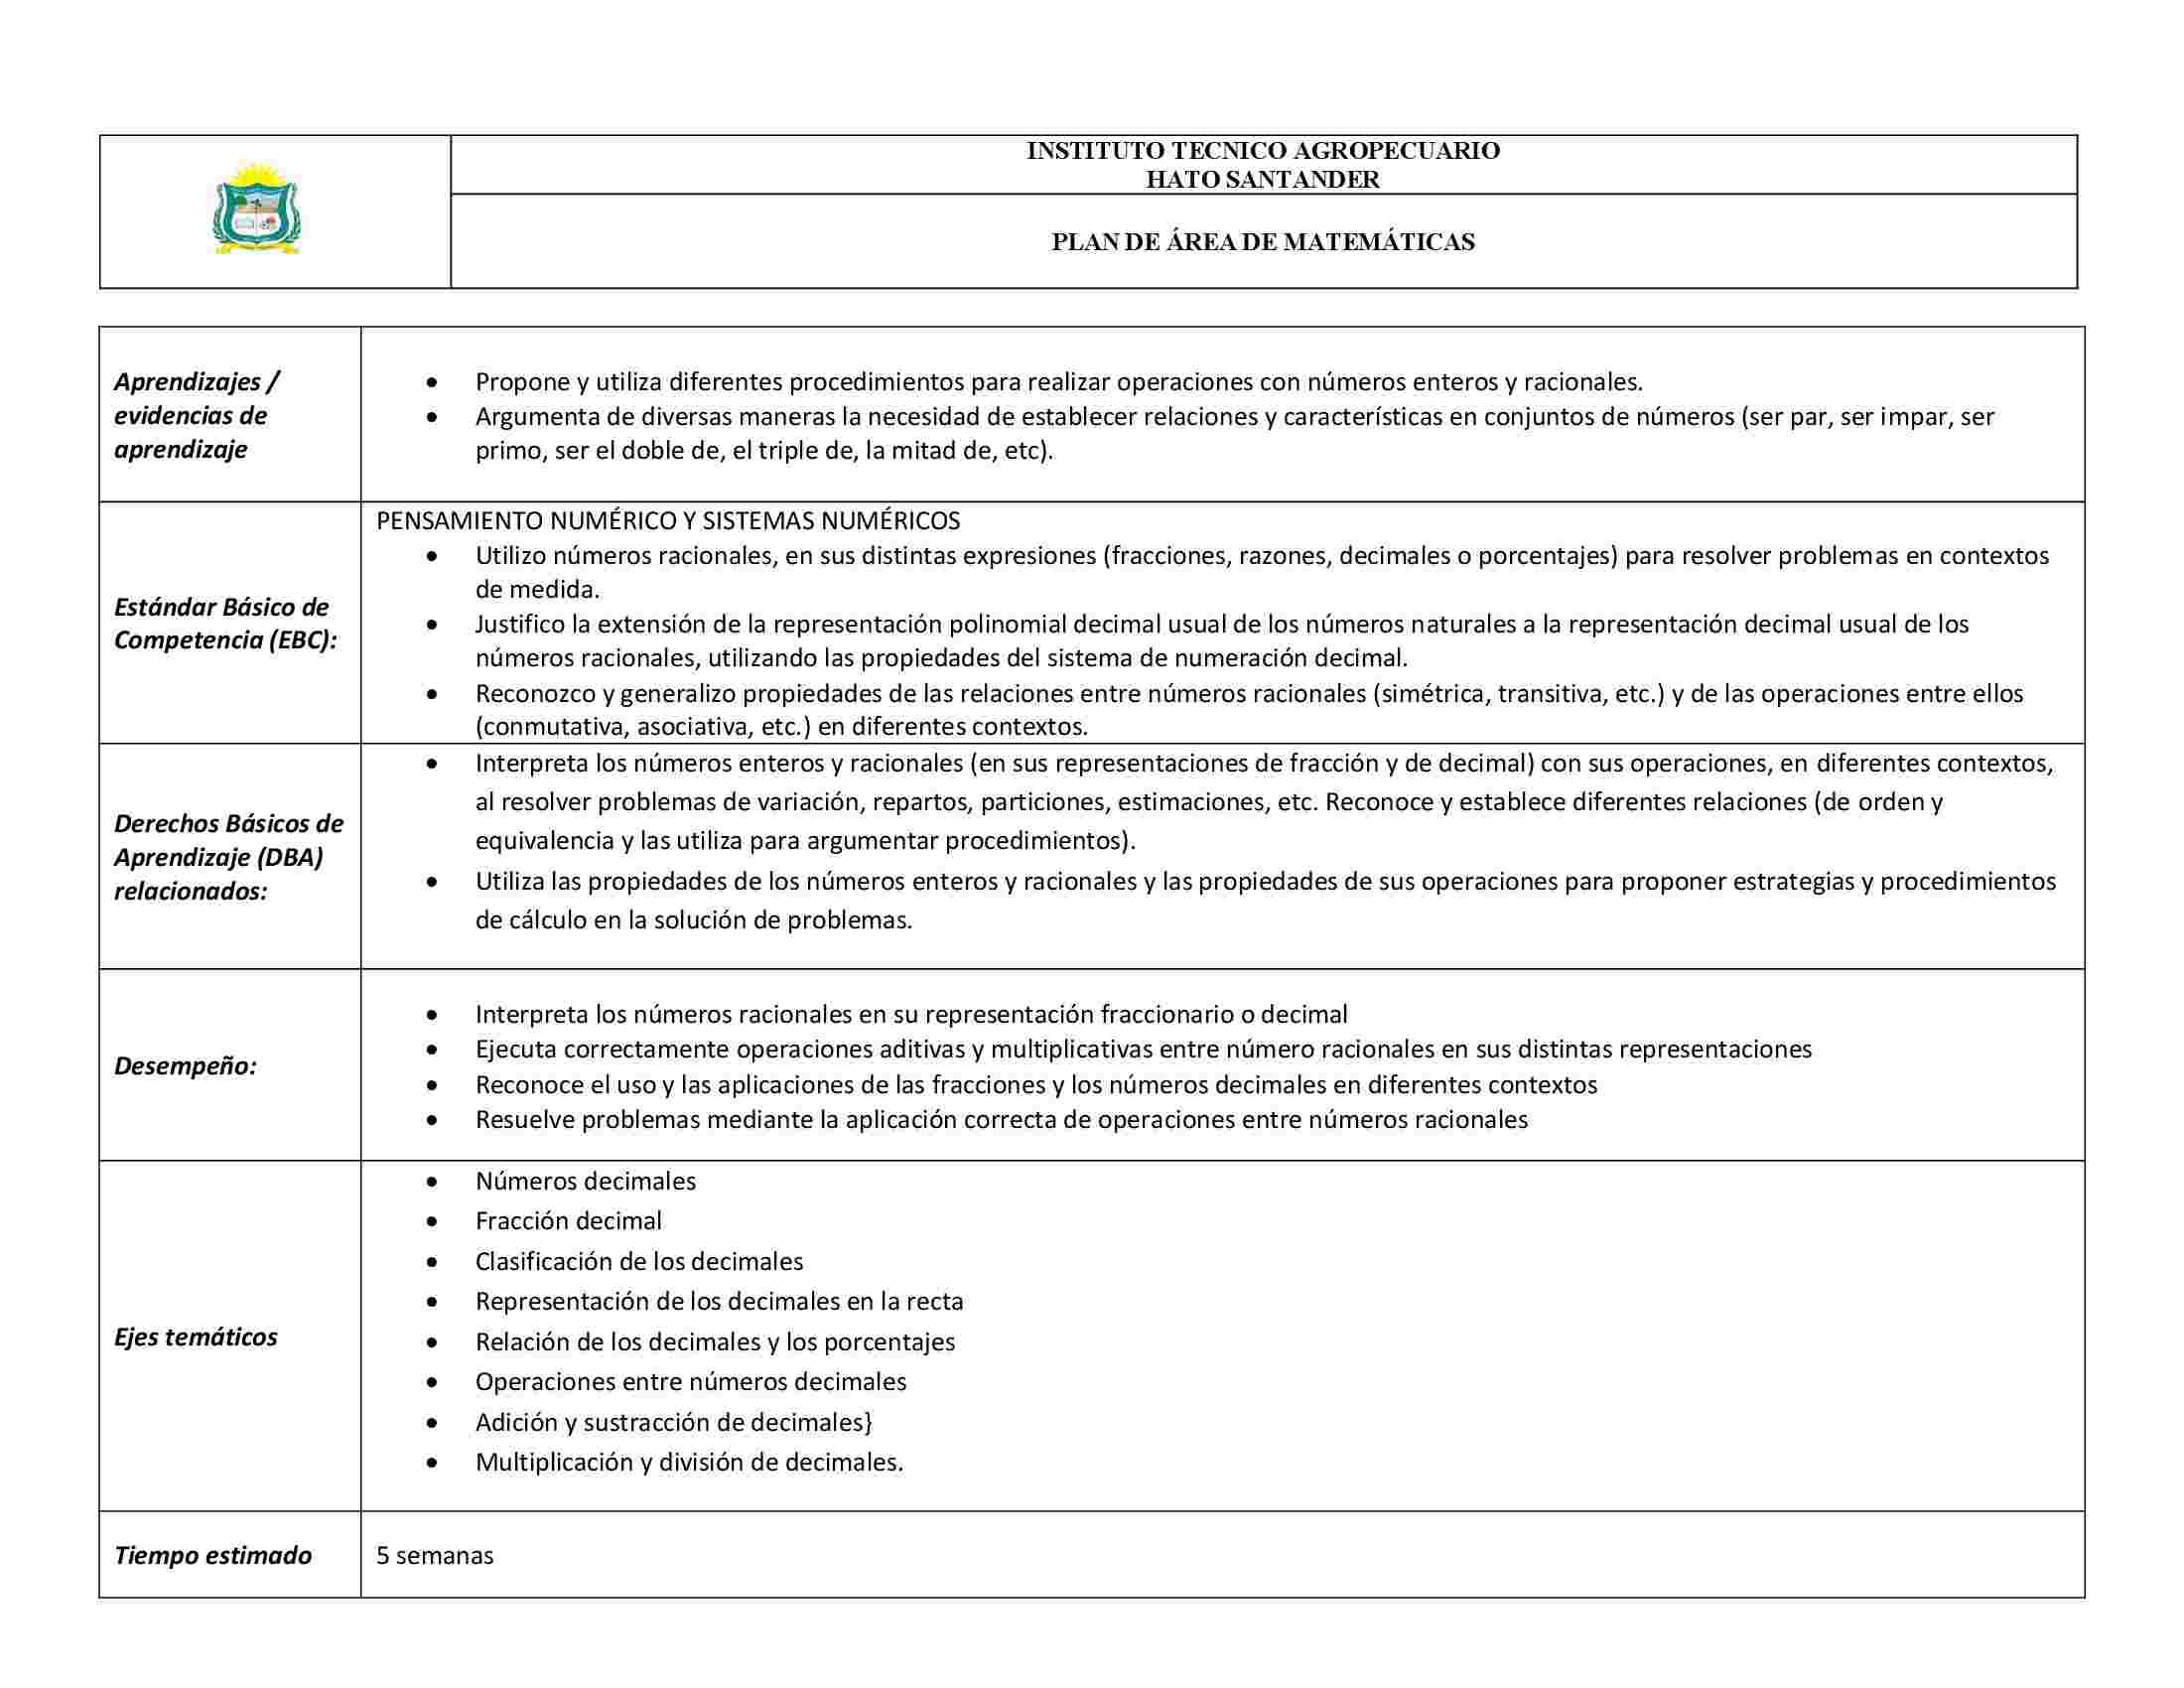 INSTITUTO TECNICO AGROPECUARIO
HATO SANTANDER
PLAN DE ÁREA DE MATEMÁTICAS
Aprendizajes /
evidencias de
aprendizaje
• Propone y utiliza diferentes procedimientos para realizar operaciones con números enteros y racionales.
• Argumenta de diversas maneras la necesidad de establecer relaciones y características en conjuntos de números (ser par, ser impar, ser
primo, ser el doble de, el triple de, la mitad de, etc).
Estándar Básico de
Competencia (EBC):
PENSAMIENTO NUMÉRICO Y SISTEMAS NUMÉRICOS
• Utilizo números racionales, en sus distintas expresiones (fracciones, razones, decimales o porcentajes) para resolver problemas en contextos
de medida.
• Justifico la extensión de la representación polinomial decimal usual de los números naturales a la representación decimal usual de los
números racionales, utilizando las propiedades del sistema de numeración decimal.
• Reconozco y generalizo propiedades de las relaciones entre números racionales (simétrica, transitiva, etc.) y de las operaciones entre ellos
(conmutativa, asociativa, etc.) en diferentes contextos.
Derechos Básicos de
Aprendizaje (DBA)
relacionados:
• Interpreta los números enteros y racionales (en sus representaciones de fracción y de decimal) con sus operaciones, en diferentes contextos,
al resolver problemas de variación, repartos, particiones, estimaciones, etc. Reconoce y establece diferentes relaciones (de orden y
equivalencia y las utiliza para argumentar procedimientos).
• Utiliza las propiedades de los números enteros y racionales y las propiedades de sus operaciones para proponer estrategias y procedimientos
de cálculo en la solución de problemas.
Desempeño:
• Interpreta los números racionales en su representación fraccionario o decimal
• Ejecuta correctamente operaciones aditivas y multiplicativas entre número racionales en sus distintas representaciones
• Reconoce el uso y las aplicaciones de las fracciones y los números decimales en diferentes contextos
• Resuelve problemas mediante la aplicación correcta de operaciones entre números racionales
Ejes temáticos
• Números decimales
• Fracción decimal
• Clasificación de los decimales
• Representación de los decimales en la recta
• Relación de los decimales y los porcentajes
• Operaciones entre números decimales
• Adición y sustracción de decimales}
• Multiplicación y división de decimales.
Tiempo estimado
5 semanas